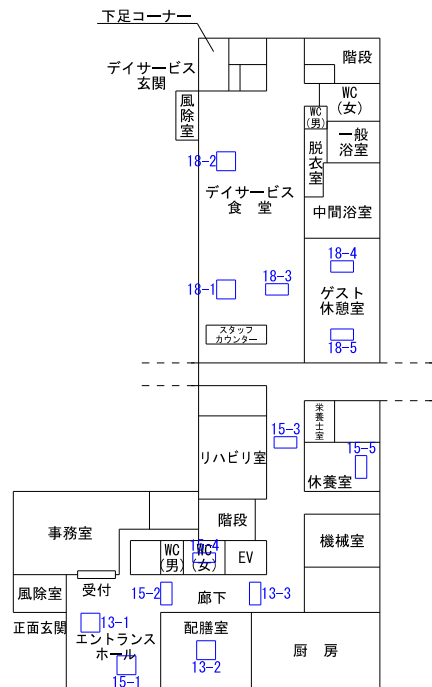 下足コーナー
デイサービス
玄関
階段
WC
(女)
風
除
室
WC
(男)
一般
浴室
脱
衣
室
18-2
デイサービス
食 堂
中間浴室
18-4
18-3
18-1
ゲスト
休憩室
スタッフ
カウンター
18-5
栄
養
士
室
15-3
15-5
リハビリ室
休養室
階段
事務室
機械室
15-4
WC
(男)
WC
(女)
EV
風除室
受付
15-2
廊下
13-3
正面玄関
13-1
エントランス
ホール
配膳室
13-2
厨 房
15-1